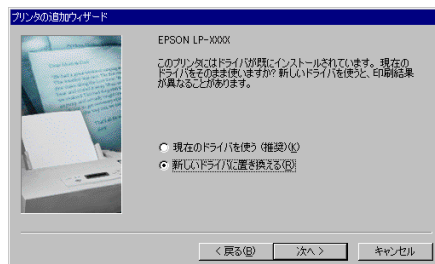 プリンタの追加ウィザード
EPSON LP-XXXX
このプリンタにはドライバが既にインストールされています。現在の
ドライバをそのまま使いますか? 新しいドライバを使うと、印刷結果
が異なることがあります。
現在のドライバを使う (推奨)(K)
新しいドライバに置き換える(R)
< 戻る(B)
次へ >
キャンセル